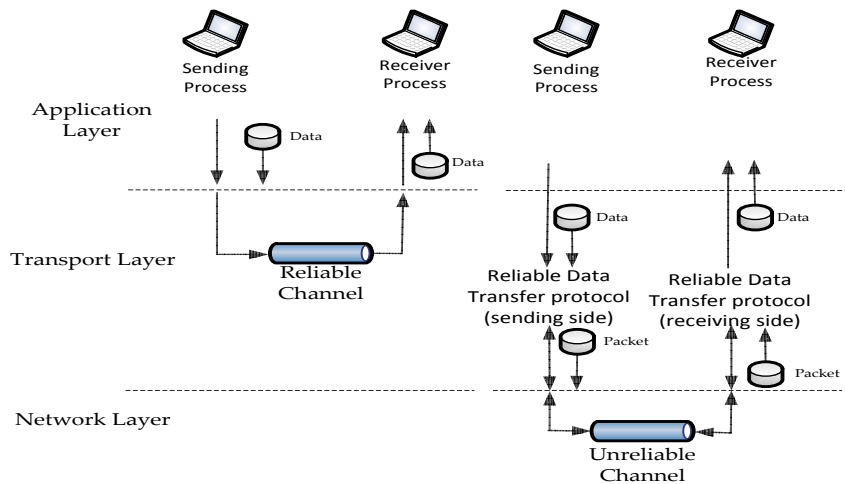 Sending
Process
Receiver
Process
Sending
Process
Receiver
Process
Application
Layer
Data
Data
Data
Data
Transport Layer
Reliable
Channel
Reliable Data
Transfer protocol
(sending side)
Reliable Data
Transfer protocol
(receiving side)
Packet
Packet
Network Layer
Unreliable
Channel